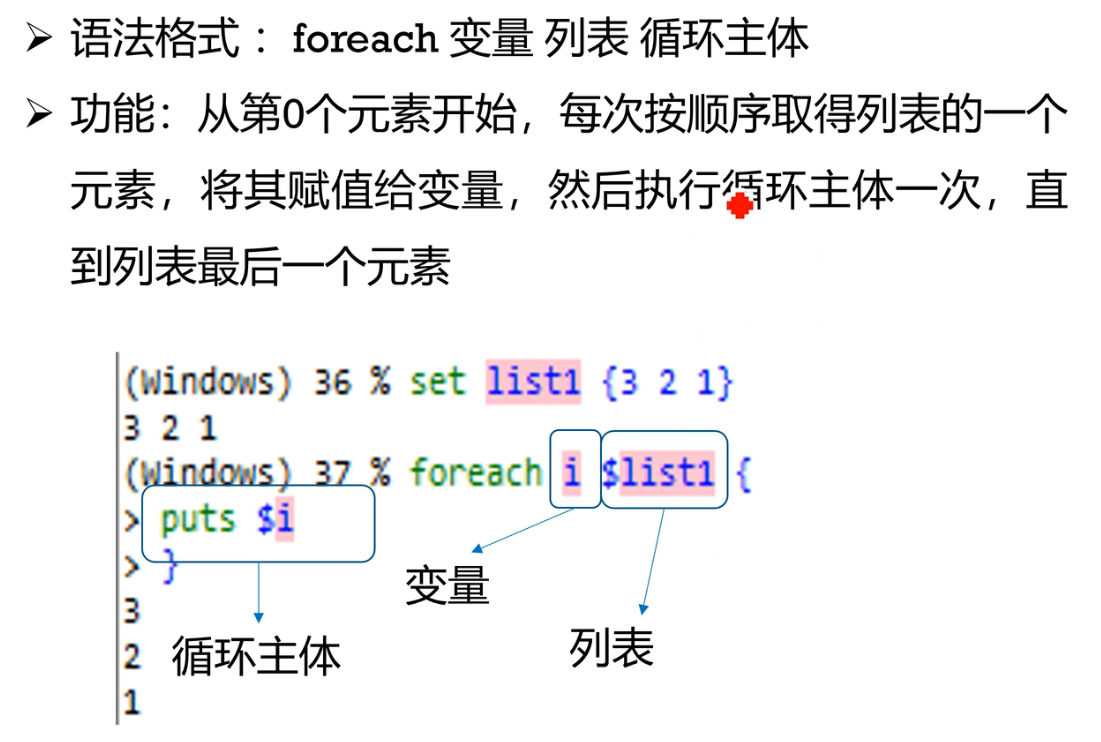 ➢ 语法格式 ：foreach 变量 列表 循环主体
➢ 功能：从第0个元素开始，每次按顺序取得列表的一个
元素，将其赋值给变量，然后执行循环主体一次，直
到列表最后一个元素
(Windows) 36 % set list1 {3 2 1}
3 2 1
(Windows) 37 % foreach i $list1 {
> puts $i
> }
变量
3
列表
2
循环主体
1